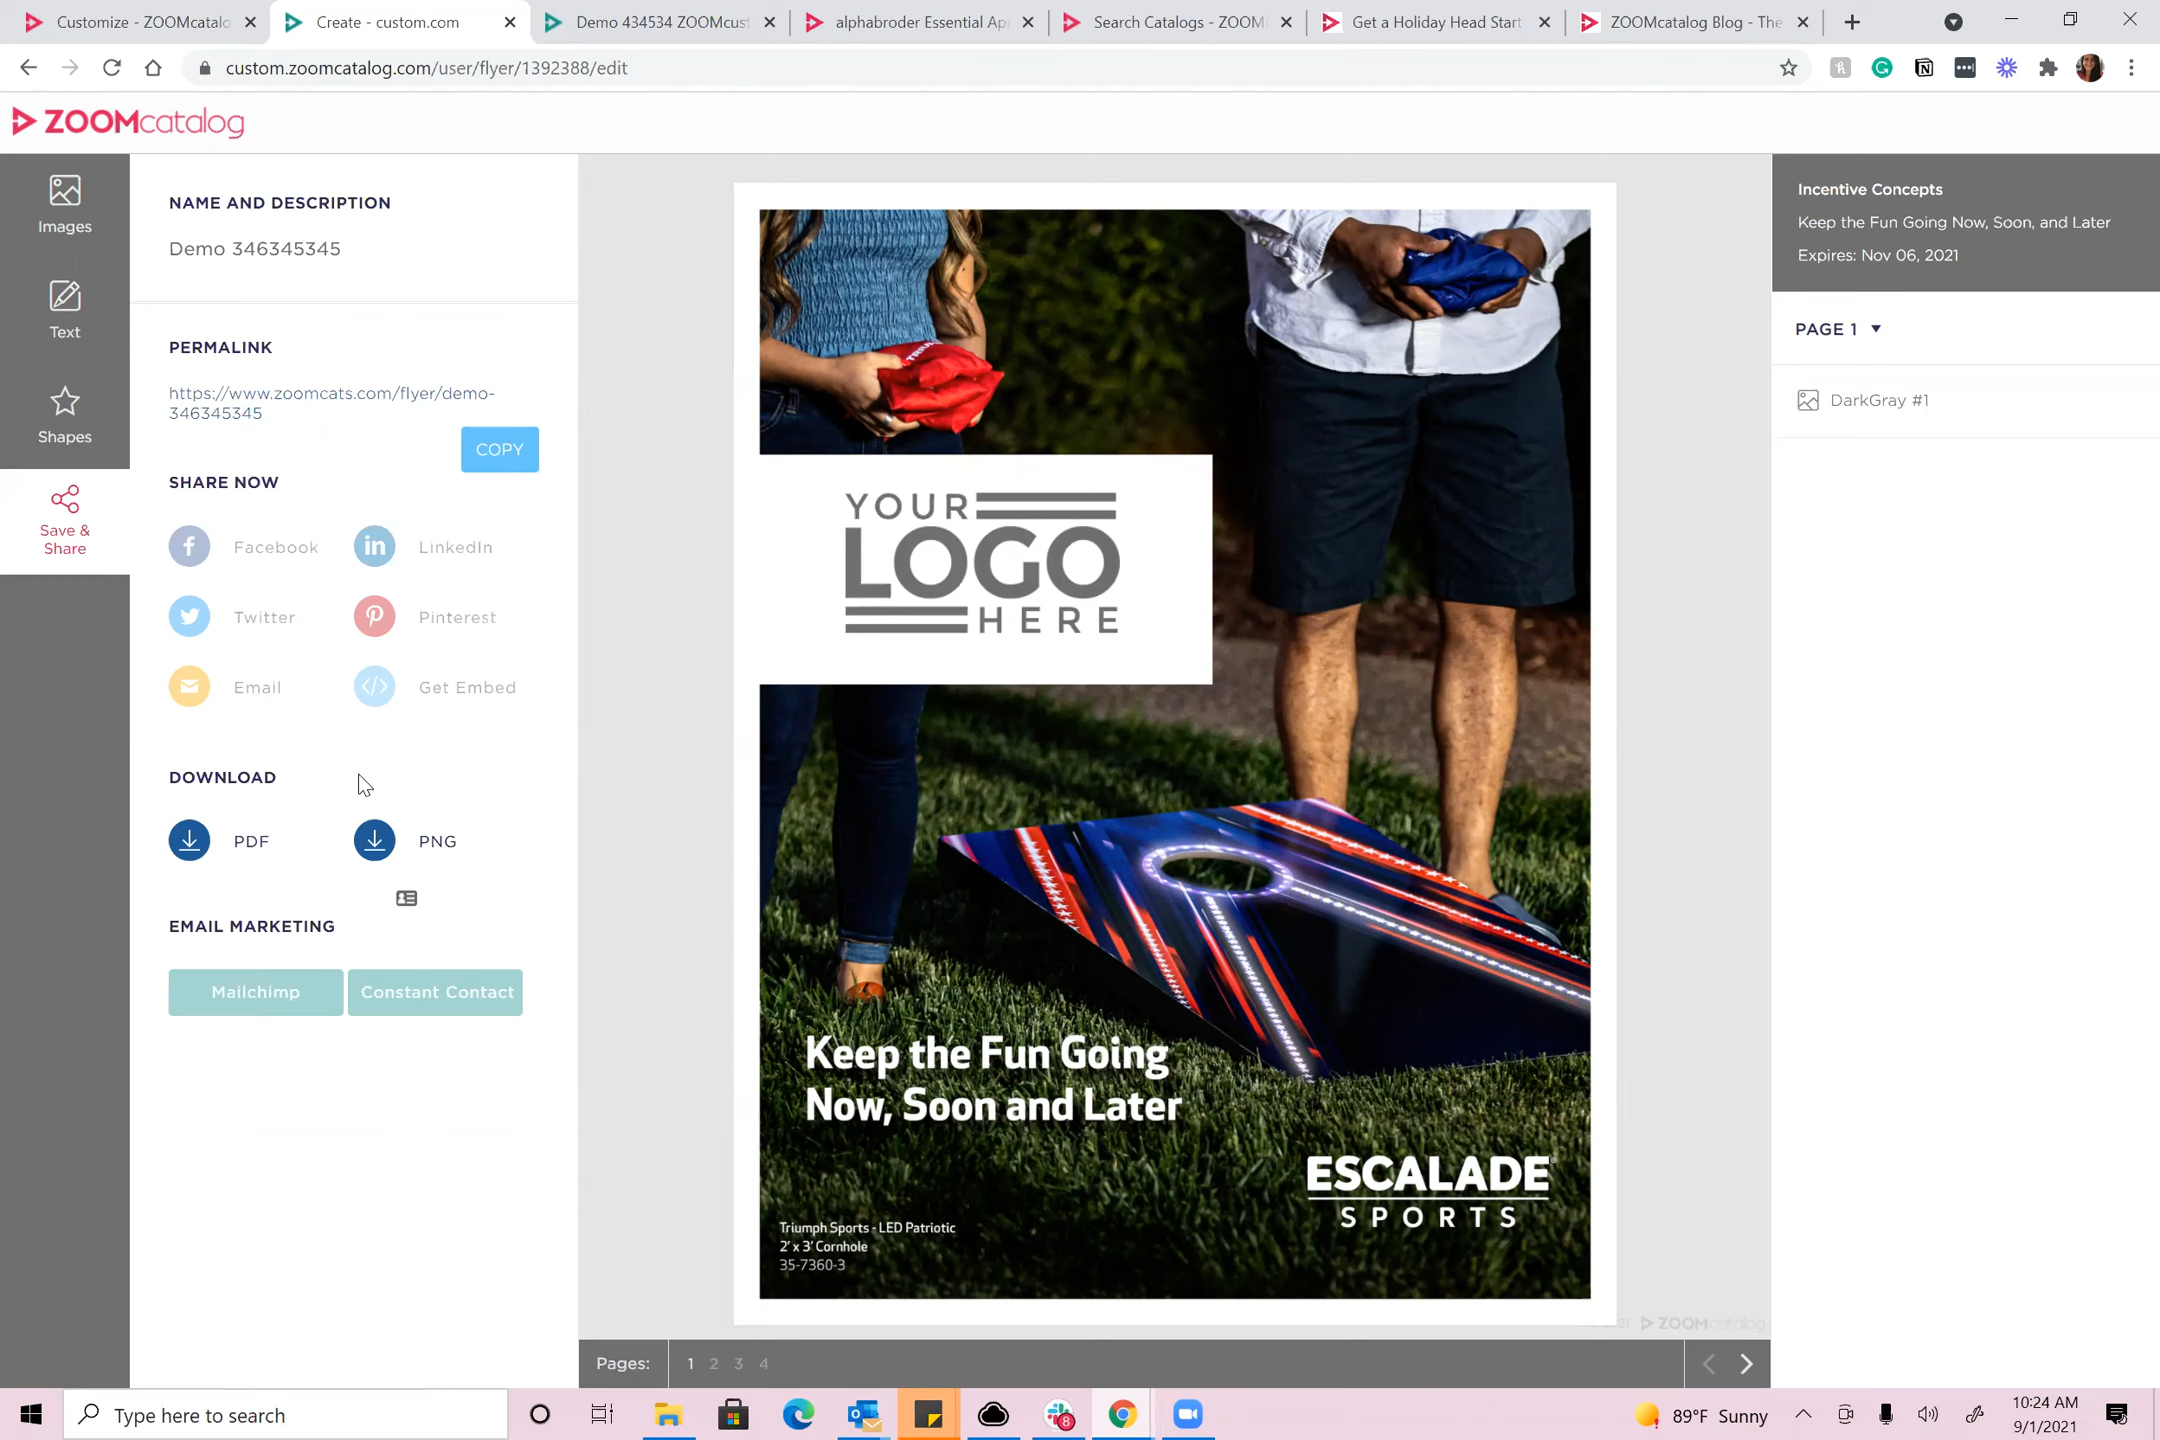 Customize - ZOOMcatalo
Create - custom.com
Demo 434534 ZOOMcust
alphabroder Essential Ap
Search Catalogs - ZOOM
Get a Holiday Head Start
ZOOMcatalog Blog - The
custom.zoomcatalog.com/user/flyer/1392388/edit
ZOOMcatalog
Images
Text
Shapes
Save &
Share
NAME AND DESCRIPTION
Demo 346345345
PERMALINK
https://www.zoomcats.com/flyer/demo-
346345345
COPY
SHARE NOW
Facebook
LinkedIn
Twitter
Pinterest
Email
Get Embed
DOWNLOAD
PDF
PNG
EMAIL MARKETING
Mailchimp
Constant Contact
YOUR
LOGO
HERE
Keep the Fun Going
Now, Soon and Later
ESCALADE
SPORTS
Triumph Sports - LED Patriotic
2' x 3' Cornhole
35-7360-3
ZOOMcatalog
Pages: 1 2 3 4
Incentive Concepts
Keep the Fun Going Now, Soon, and Later
Expires: Nov 06, 2021
PAGE 1
DarkGray #1
Type here to search
8
89°F Sunny
10:24 AM
9/1/2021